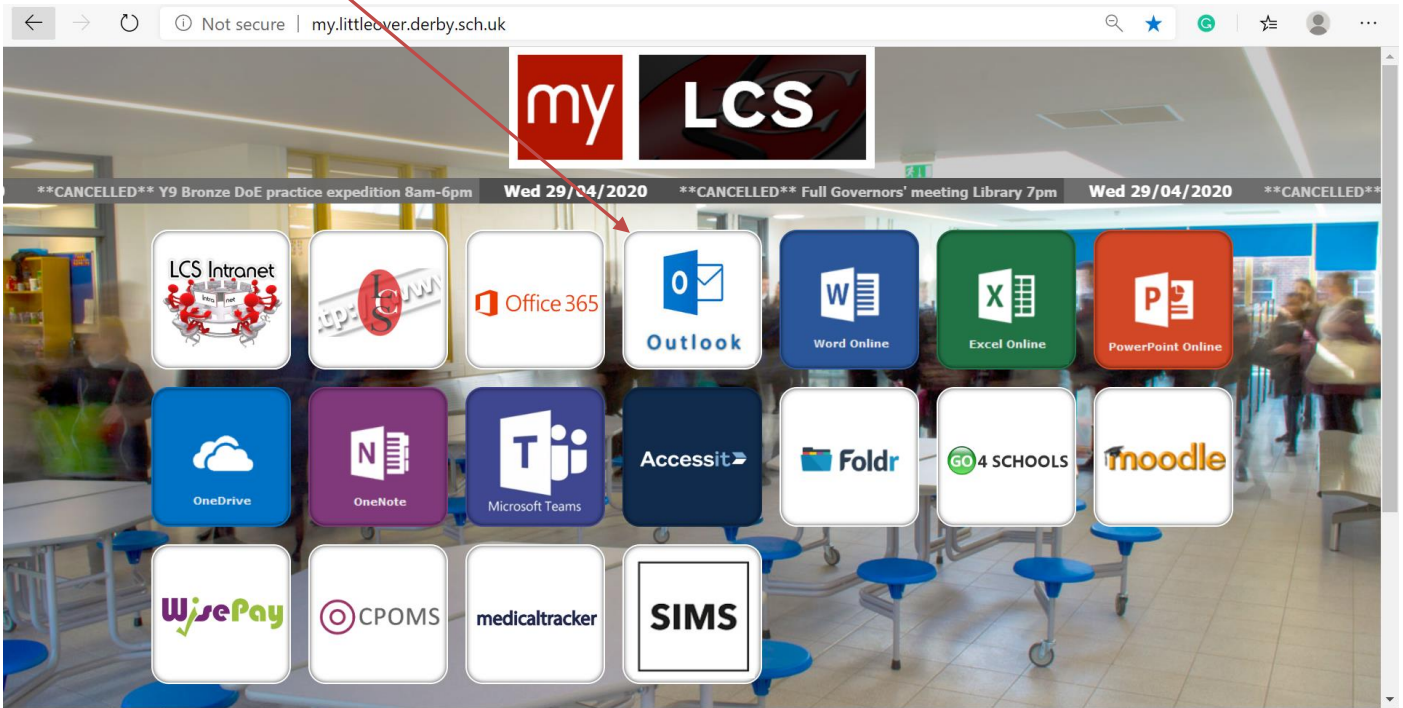 Not secure | my.littleover.derby.sch.uk
my LCS
**CANCELLED** Y9 Bronze DoE practice expedition 8am-6pm Wed 29/04/2020 **CANCELLED** Full Governors' meeting Library 7pm Wed 29/04/2020 **CANCELLED**
LCS Intranet
Intra net
LCS
Office 365
Outlook
Word Online
Excel Online
PowerPoint Online
OneDrive
OneNote
Microsoft Teams
Accessit
Foldr
GO 4 SCHOOLS
moodle
WisePay
CPOMS
medicaltracker
SIMS